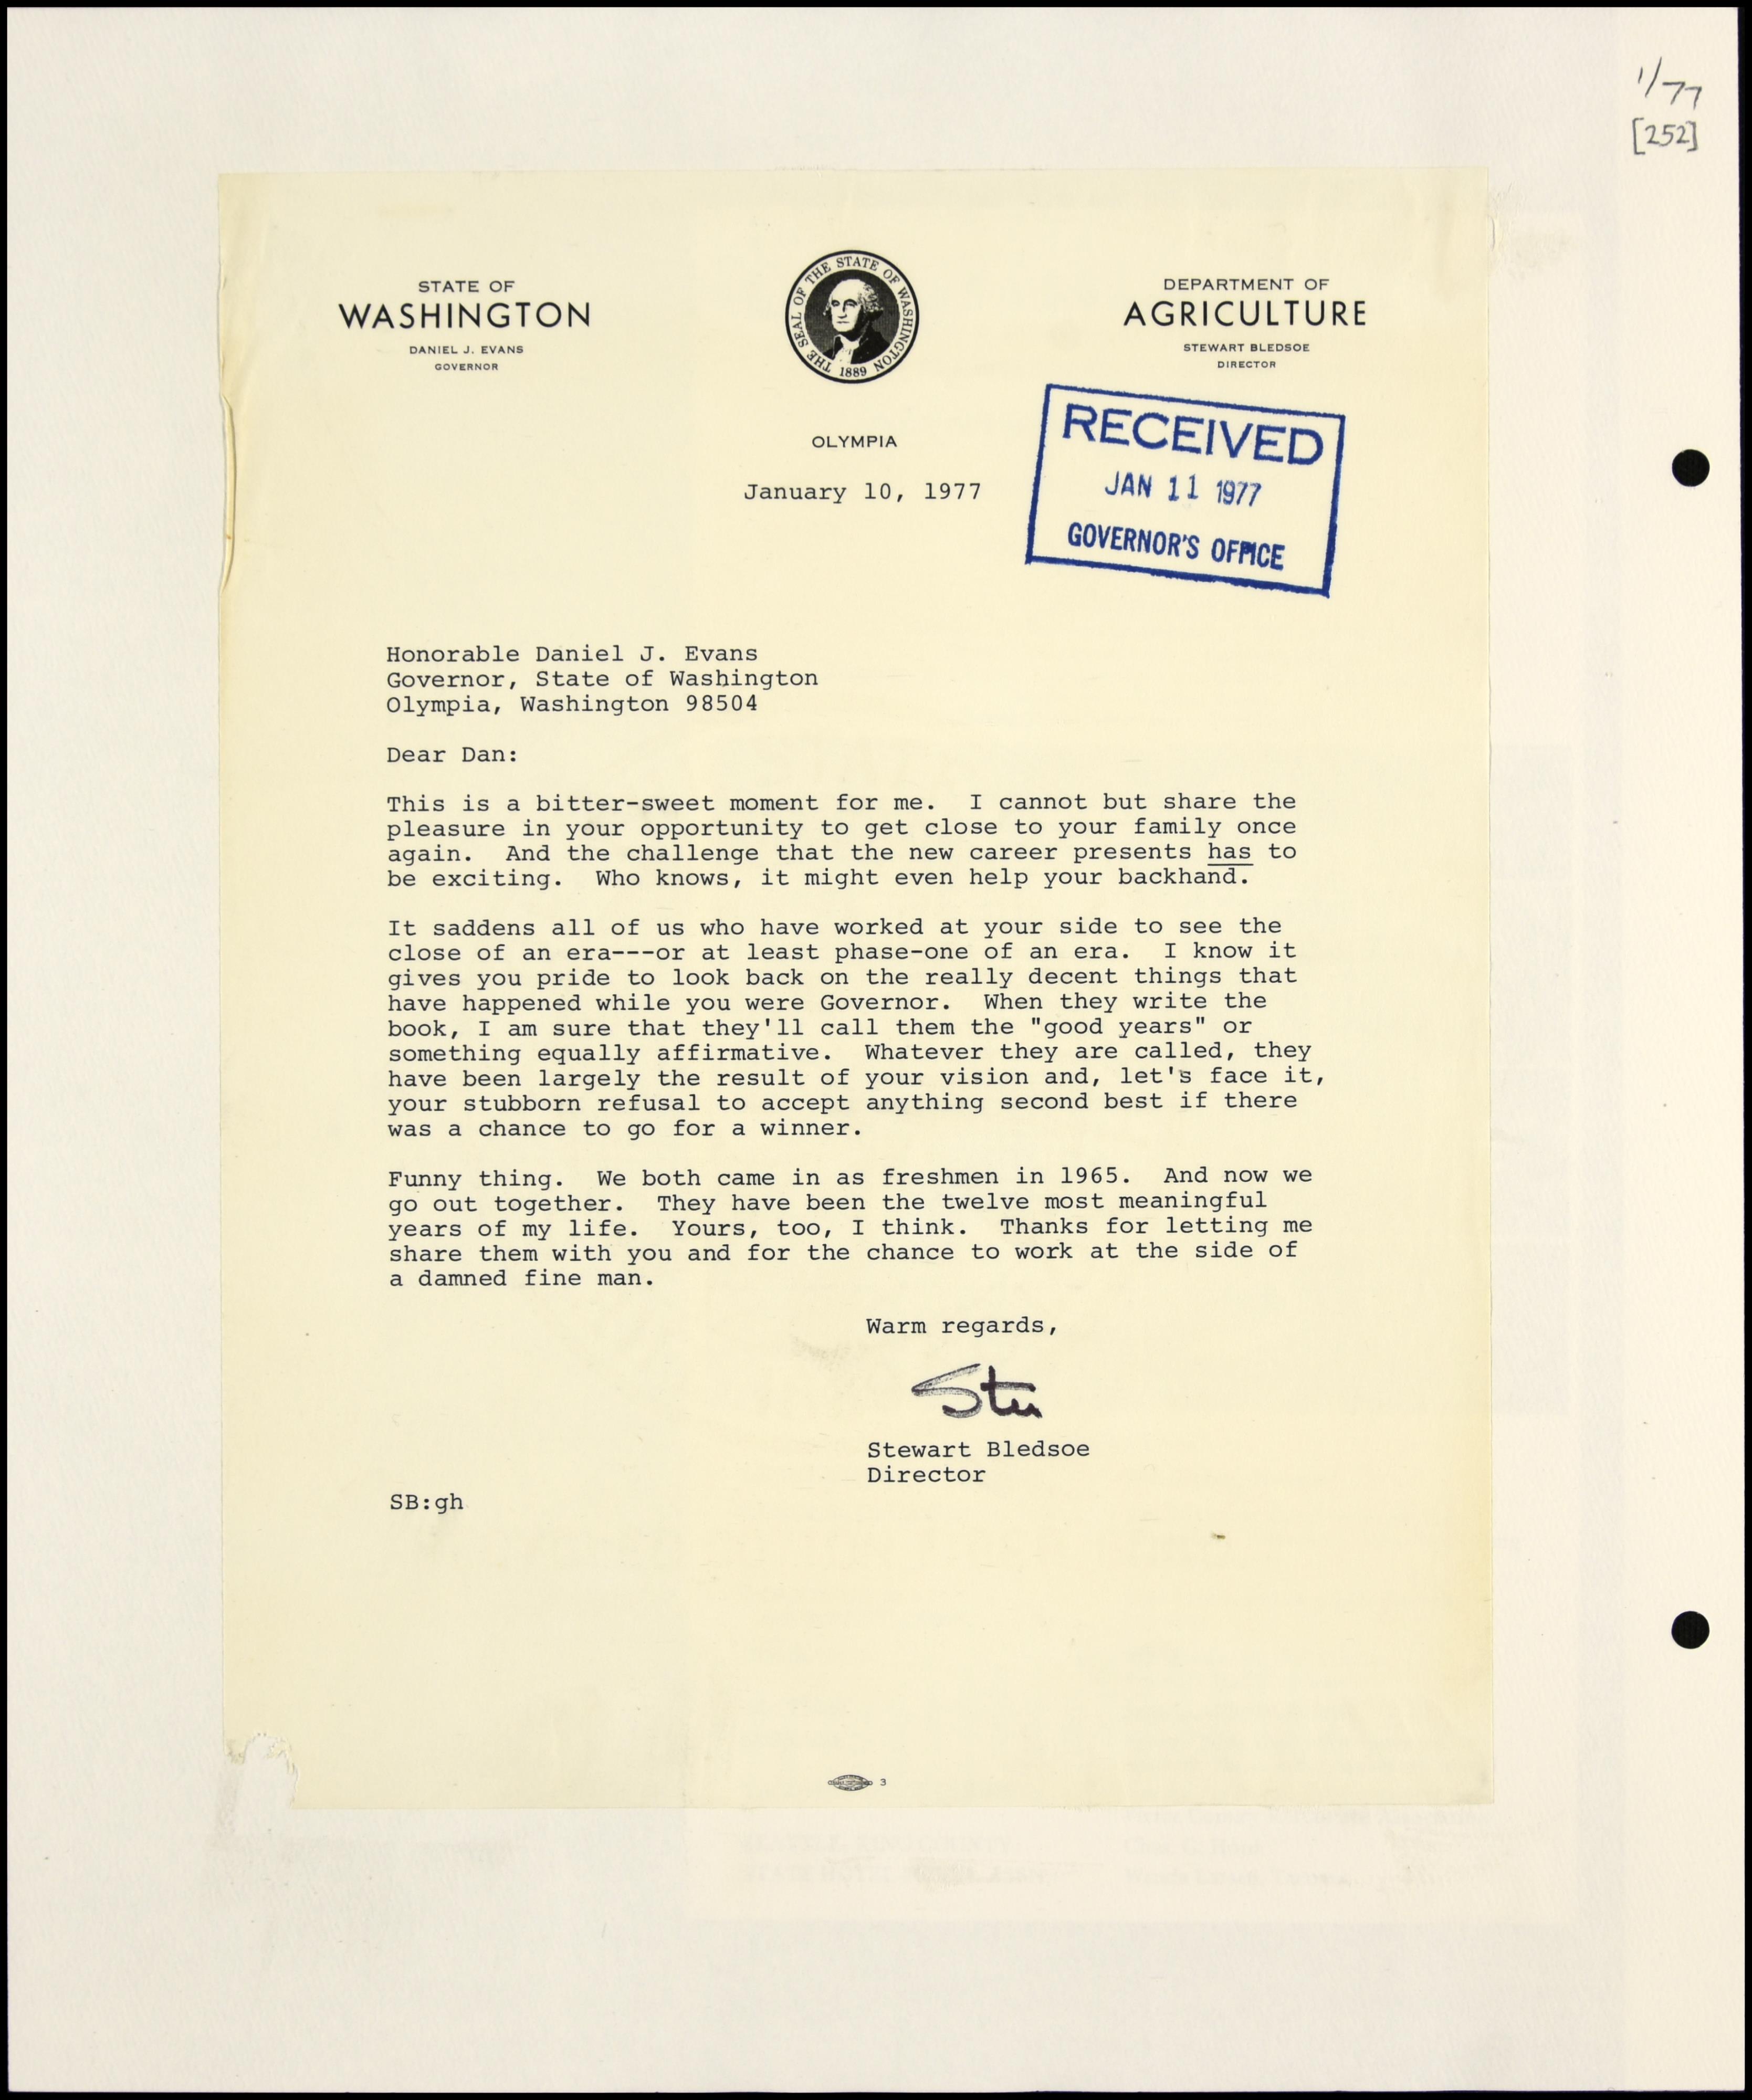 1/77
[252]
STATE OF
WASHINGTON
DANIEL J. EVANS
GOVERNOR
THE SEAL OF THE STATE OF WASHINGTON
1889
DEPARTMENT OF
AGRICULTURE
STEWART BLEDSOE
DIRECTOR
OLYMPIA
January 10, 1977
RECEIVED
JAN 11 1977
GOVERNOR'S OFFICE
Honorable Daniel J. Evans
Governor, State of Washington
Olympia, Washington 98504
Dear Dan:
This is a bitter-sweet moment for me. I cannot but share the
pleasure in your opportunity to get close to your family once
again. And the challenge that the new career presents has to
be exciting. Who knows, it might even help your backhand.
It saddens all of us who have worked at your side to see the
close of an era---or at least phase-one of an era. I know it
gives you pride to look back on the really decent things that
have happened while you were Governor. When they write the
book, I am sure that they'll call them the "good years" or
something equally affirmative. Whatever they are called, they
have been largely the result of your vision and, let's face it,
your stubborn refusal to accept anything second best if there
was a chance to go for a winner.
Funny thing. We both came in as freshmen in 1965. And now we
go out together. They have been the twelve most meaningful
years of my life. Yours, too, I think. Thanks for letting me
share them with you and for the chance to work at the side of
a damned fine man.
Warm regards,
Stu
Stewart Bledsoe
Director
SB:gh
3